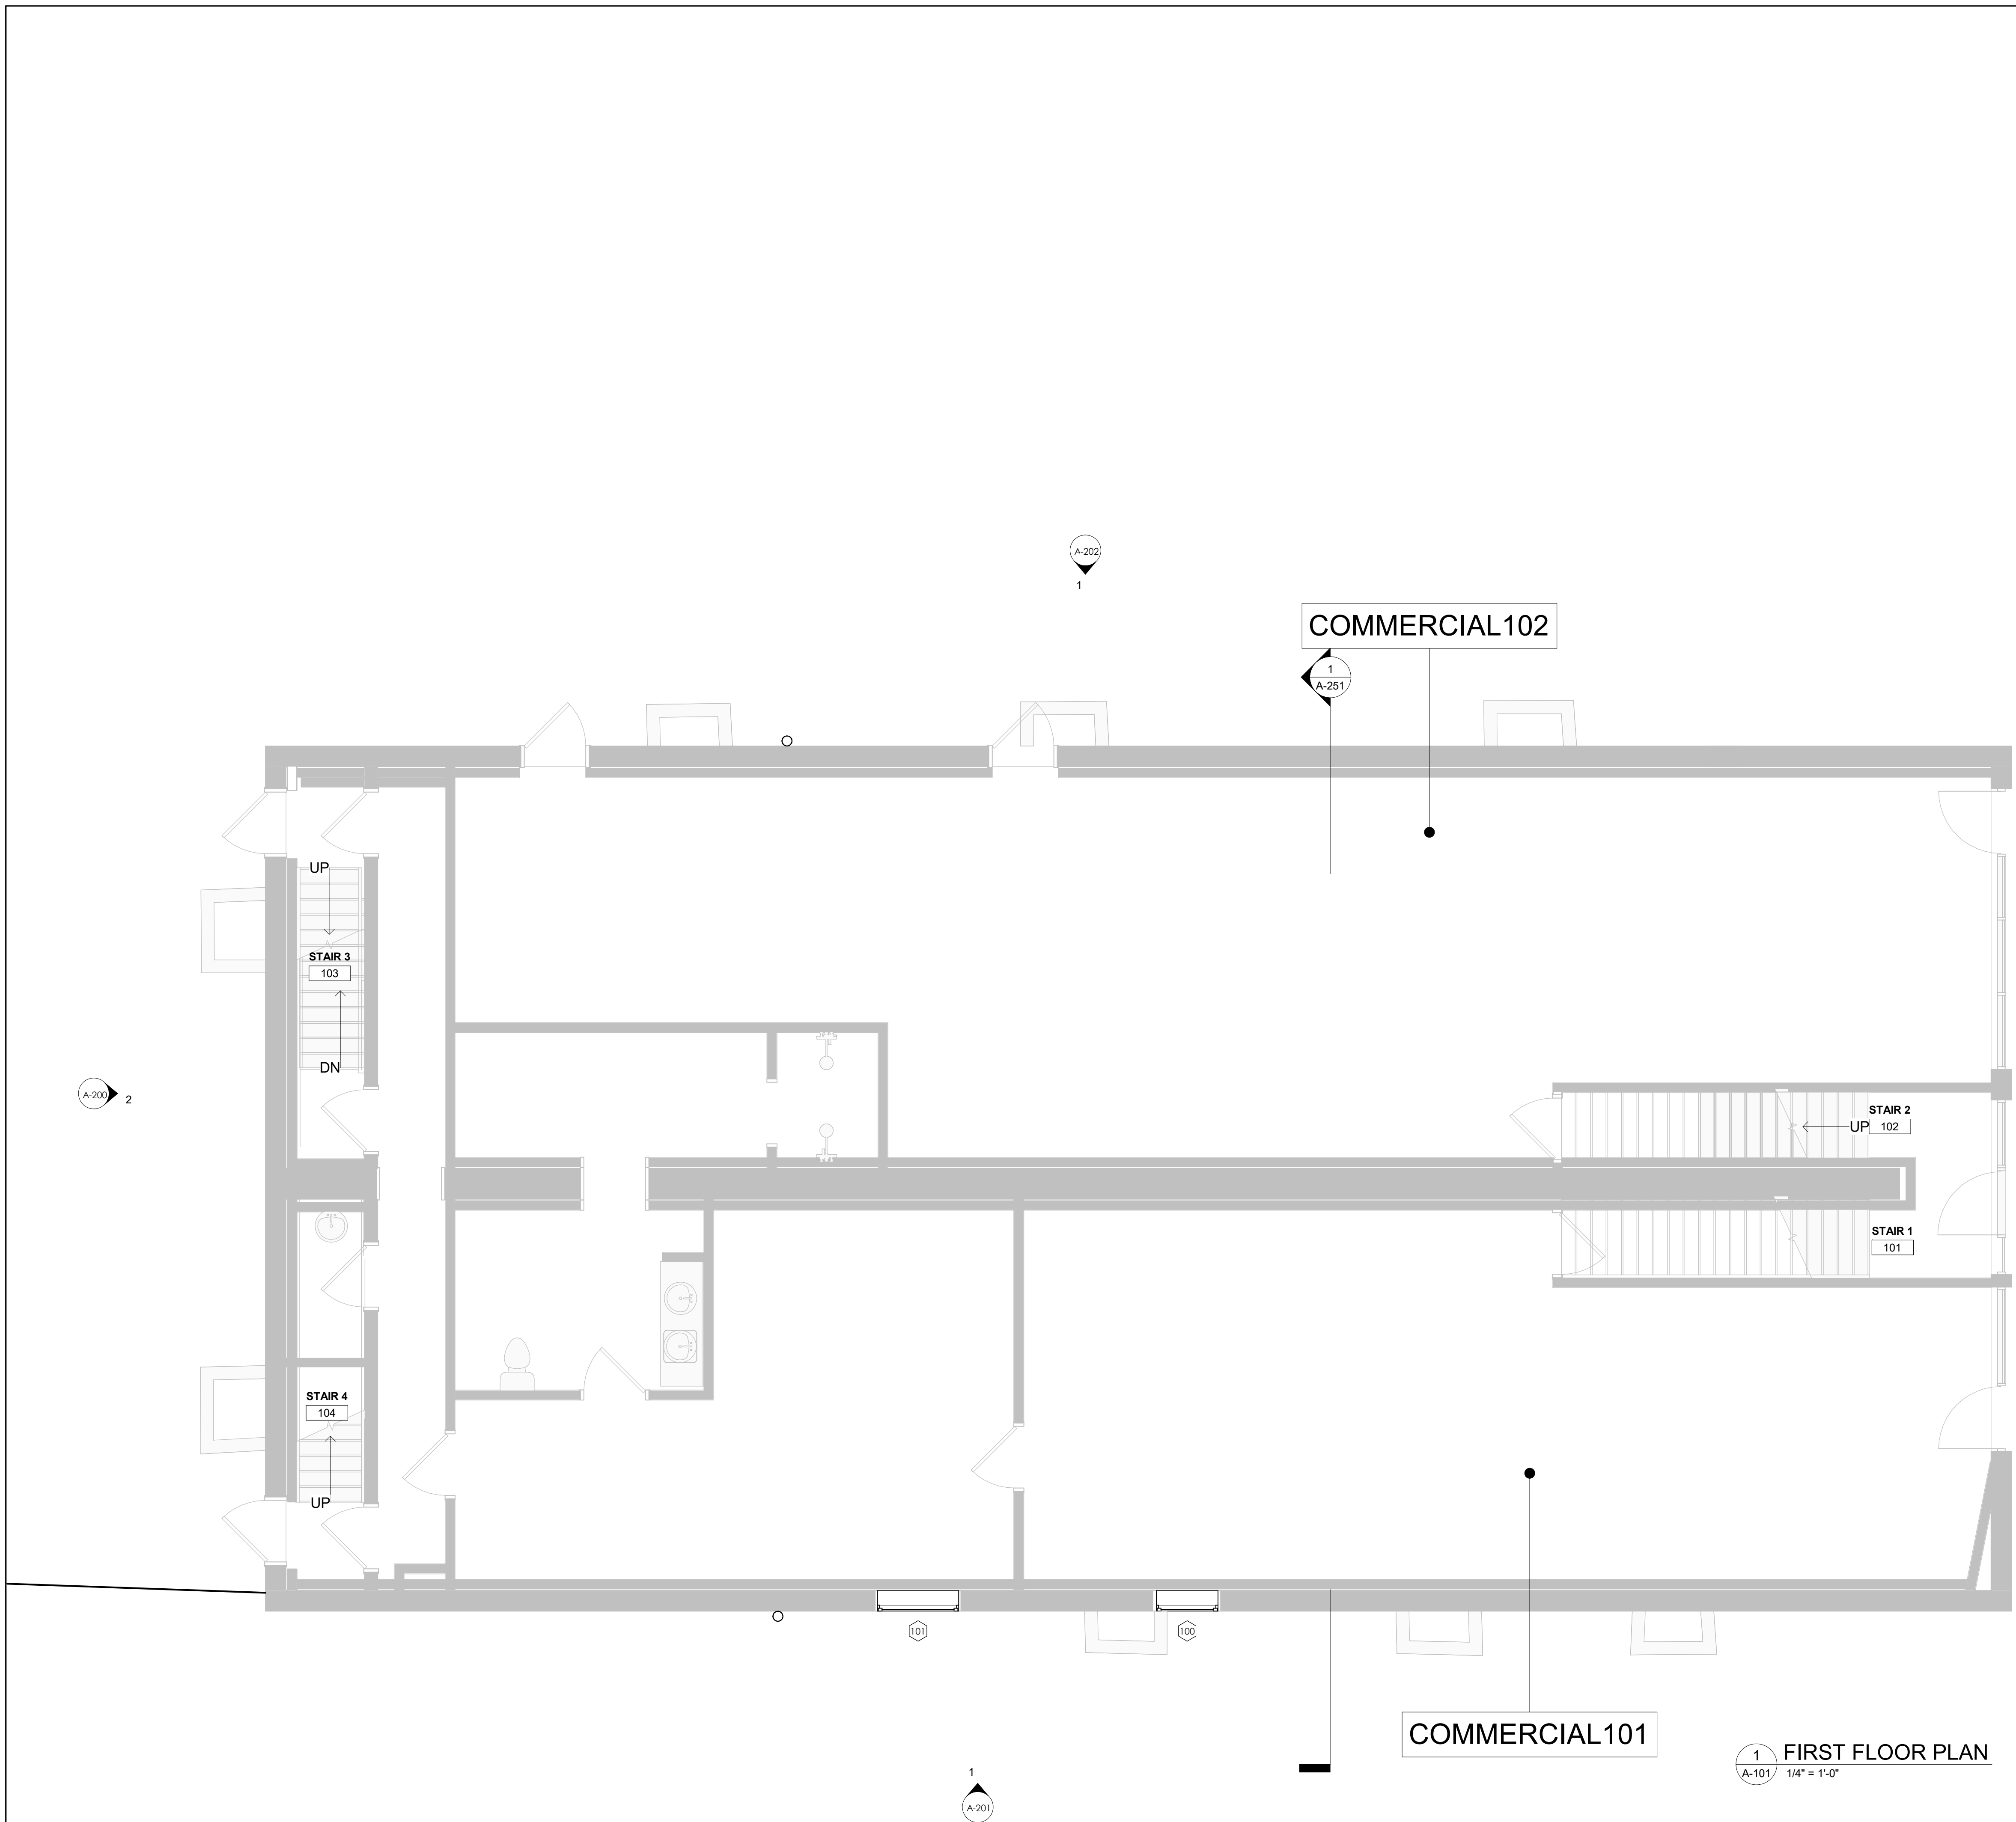 A-202
1
COMMERCIAL102
1
A-251
UP
STAIR 3
103
DN
A-200
2
STAIR 2
UP
102
STAIR 1
101
STAIR 4
104
UP
101
100
COMMERCIAL101
1
A-201
1
A-101
FIRST FLOOR PLAN
1/4" = 1'-0"